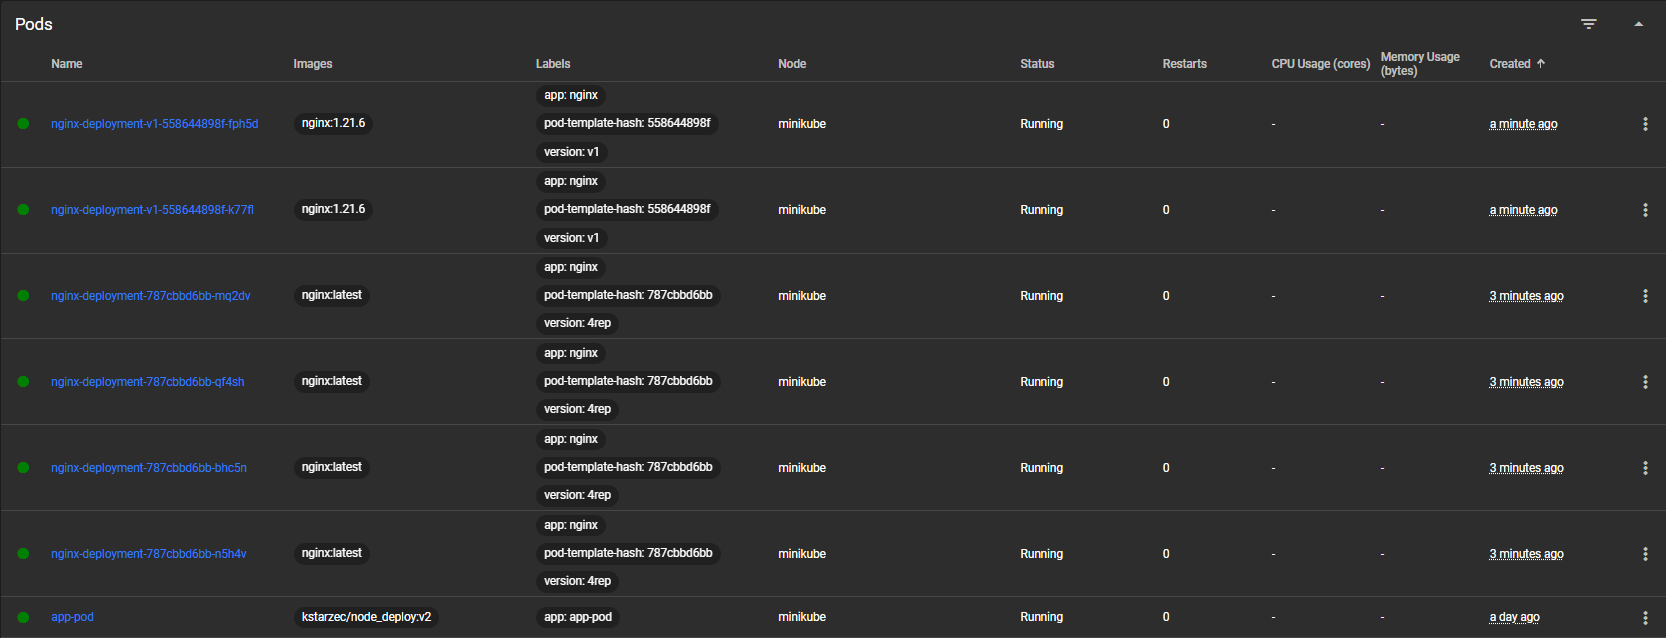 Pods
Name Images Labels Node Status Restarts CPU Usage (cores) Memory Usage (bytes) Created
app: nginx
nginx-deployment-v1-558644898f-fph5d nginx:1.21.6 pod-template-hash: 558644898f minikube Running 0 - - a minute ago
version: v1
app: nginx
nginx-deployment-v1-558644898f-k77fl nginx:1.21.6 pod-template-hash: 558644898f minikube Running 0 - - a minute ago
version: v1
app: nginx
nginx-deployment-787cbbd6bb-mq2dv nginx:latest pod-template-hash: 787cbbd6bb minikube Running 0 - - 3 minutes ago
version: 4rep
app: nginx
nginx-deployment-787cbbd6bb-qf4sh nginx:latest pod-template-hash: 787cbbd6bb minikube Running 0 - - 3 minutes ago
version: 4rep
app: nginx
nginx-deployment-787cbbd6bb-bhc5n nginx:latest pod-template-hash: 787cbbd6bb minikube Running 0 - - 3 minutes ago
version: 4rep
app: nginx
nginx-deployment-787cbbd6bb-n5h4v nginx:latest pod-template-hash: 787cbbd6bb minikube Running 0 - - 3 minutes ago
version: 4rep
app-pod kstarzec/node_deploy:v2 app: app-pod minikube Running 0 - - a day ago